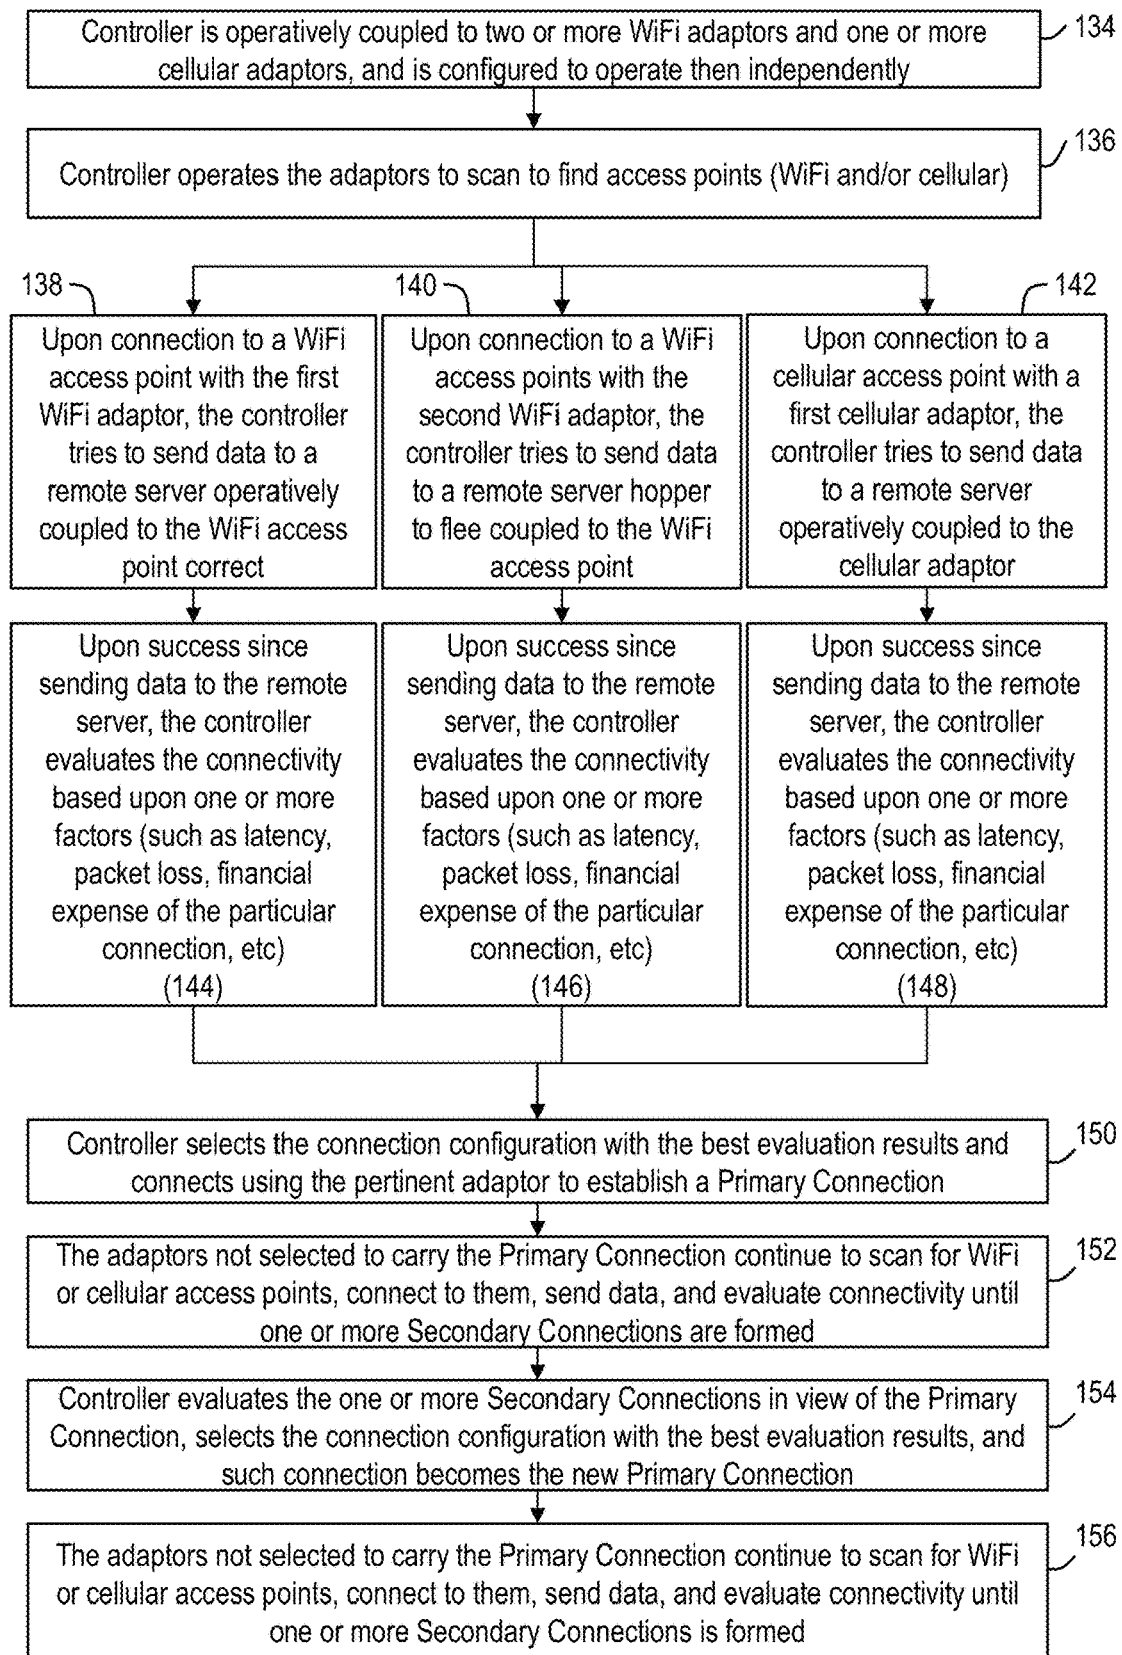 Controller is operatively coupled to two or more WiFi adaptors and one or more
cellular adaptors, and is configured to operate then independently
134
Controller operates the adaptors to scan to find access points (WiFi and/or cellular)
136
138
Upon connection to a WiFi
access point with the first
WiFi adaptor, the controller
tries to send data to a
remote server operatively
coupled to the WiFi access
point correct
140
Upon connection to a WiFi
access points with the
second WiFi adaptor, the
controller tries to send data
to a remote server hopper
to flee coupled to the WiFi
access point
142
Upon connection to a
cellular access point with a
first cellular adaptor, the
controller tries to send data
to a remote server
operatively coupled to the
cellular adaptor
Upon success since
sending data to the remote
server, the controller
evaluates the connectivity
based upon one or more
factors (such as latency,
packet loss, financial
expense of the particular
connection, etc)
(144)
Upon success since
sending data to the remote
server, the controller
evaluates the connectivity
based upon one or more
factors (such as latency,
packet loss, financial
expense of the particular
connection, etc)
(146)
Upon success since
sending data to the remote
server, the controller
evaluates the connectivity
based upon one or more
factors (such as latency,
packet loss, financial
expense of the particular
connection, etc)
(148)
Controller selects the connection configuration with the best evaluation results and
connects using the pertinent adaptor to establish a Primary Connection
150
The adaptors not selected to carry the Primary Connection continue to scan for WiFi
or cellular access points, connect to them, send data, and evaluate connectivity until
one or more Secondary Connections are formed
152
Controller evaluates the one or more Secondary Connections in view of the Primary
Connection, selects the connection configuration with the best evaluation results, and
such connection becomes the new Primary Connection
154
The adaptors not selected to carry the Primary Connection continue to scan for WiFi
or cellular access points, connect to them, send data, and evaluate connectivity until
one or more Secondary Connections is formed
156